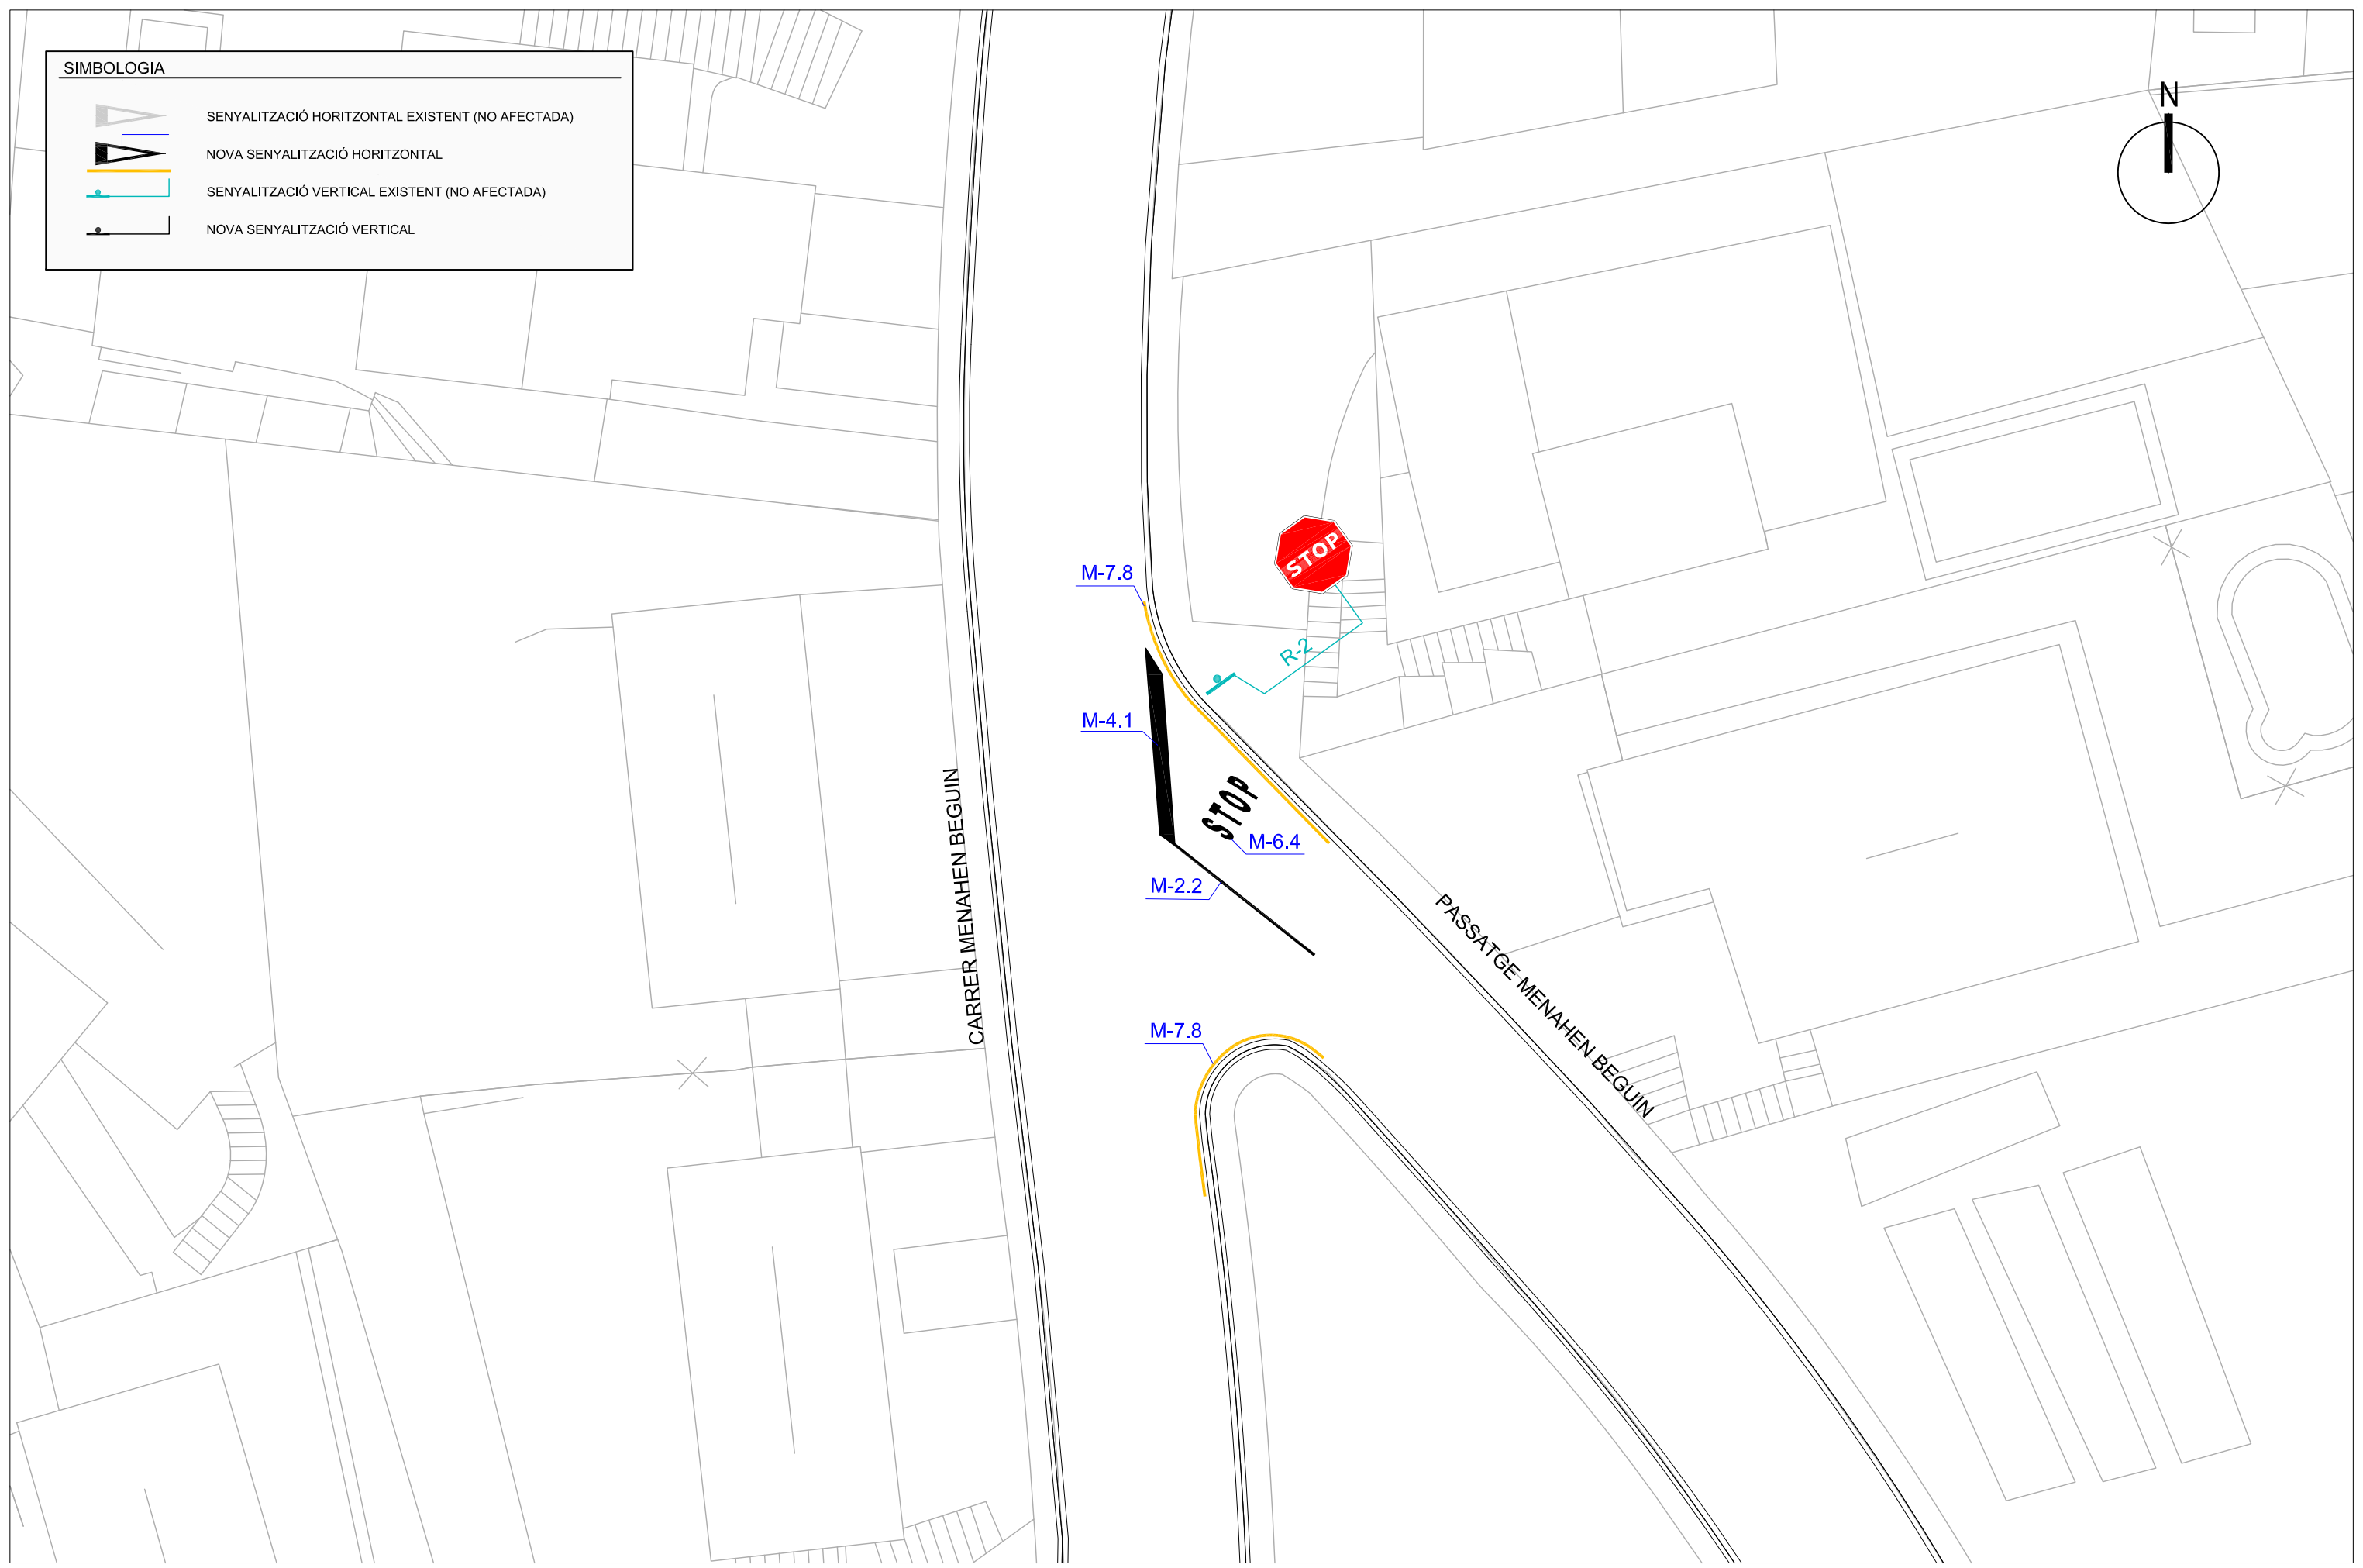 SIMBOLOGIA
SENYALITZACIÓ HORITZONTAL EXISTENT (NO AFECTADA)
NOVA SENYALITZACIÓ HORITZONTAL
SENYALITZACIÓ VERTICAL EXISTENT (NO AFECTADA)
NOVA SENYALITZACIÓ VERTICAL
N
STOP
M-7.8
R-2
M-4.1
STOP
M-6.4
M-2.2
CARRER MENAHEN BEGUIN
PASSATGE MENAHEN BEGUIN
M-7.8